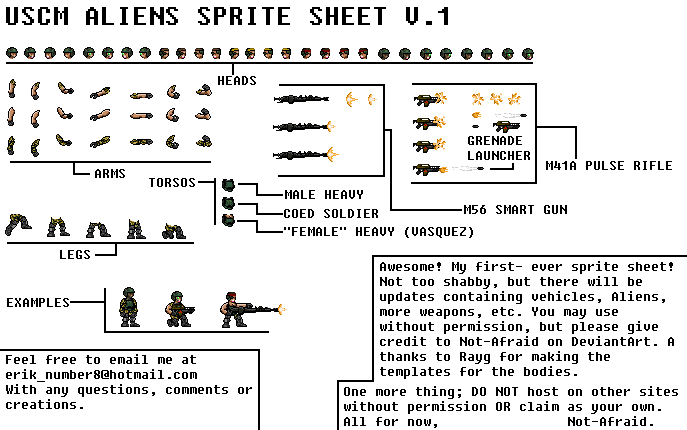 USCM ALIENS SPRITE SHEET V.1
HEADS
ARMS
TORSOS
MALE HEAVY
COED SOLDIER
"FEMALE" HEAVY (VASQUEZ)
M56 SMART GUN
GRENADE
LAUNCHER
M41A PULSE RIFLE
LEGS
EXAMPLES
Feel free to email me at
erik_number8@hotmail.com
With any questions, comments or
creations.
Awesome! My first- ever sprite sheet!
Not too shabby, but there will be
updates containing vehicles, Aliens,
more weapons, etc. You may use
without permission, but please give
credit to Not-Afraid on DeviantArt. A
thanks to Rayg for making the
templates for the bodies.
One more thing; DO NOT host on other sites
without permission OR claim as your own.
All for now, Not-Afraid.